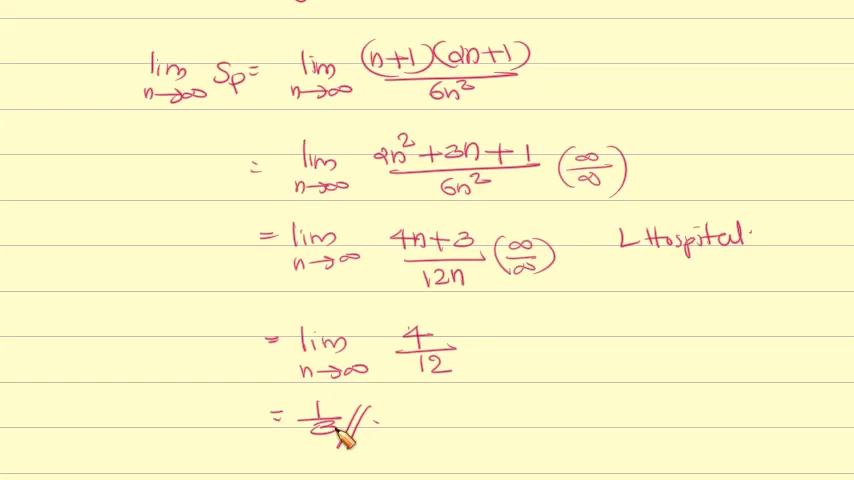 lim n→∞ Sp = lim n→∞ (n+1)(2n+1)/6n²
= lim n→∞ 2n²+3n+1/6n² (∞/∞)
= lim n→∞ 4n+3/12n (∞/∞) L Hospital.
= lim n→∞ 4/12
= 1/3 //.